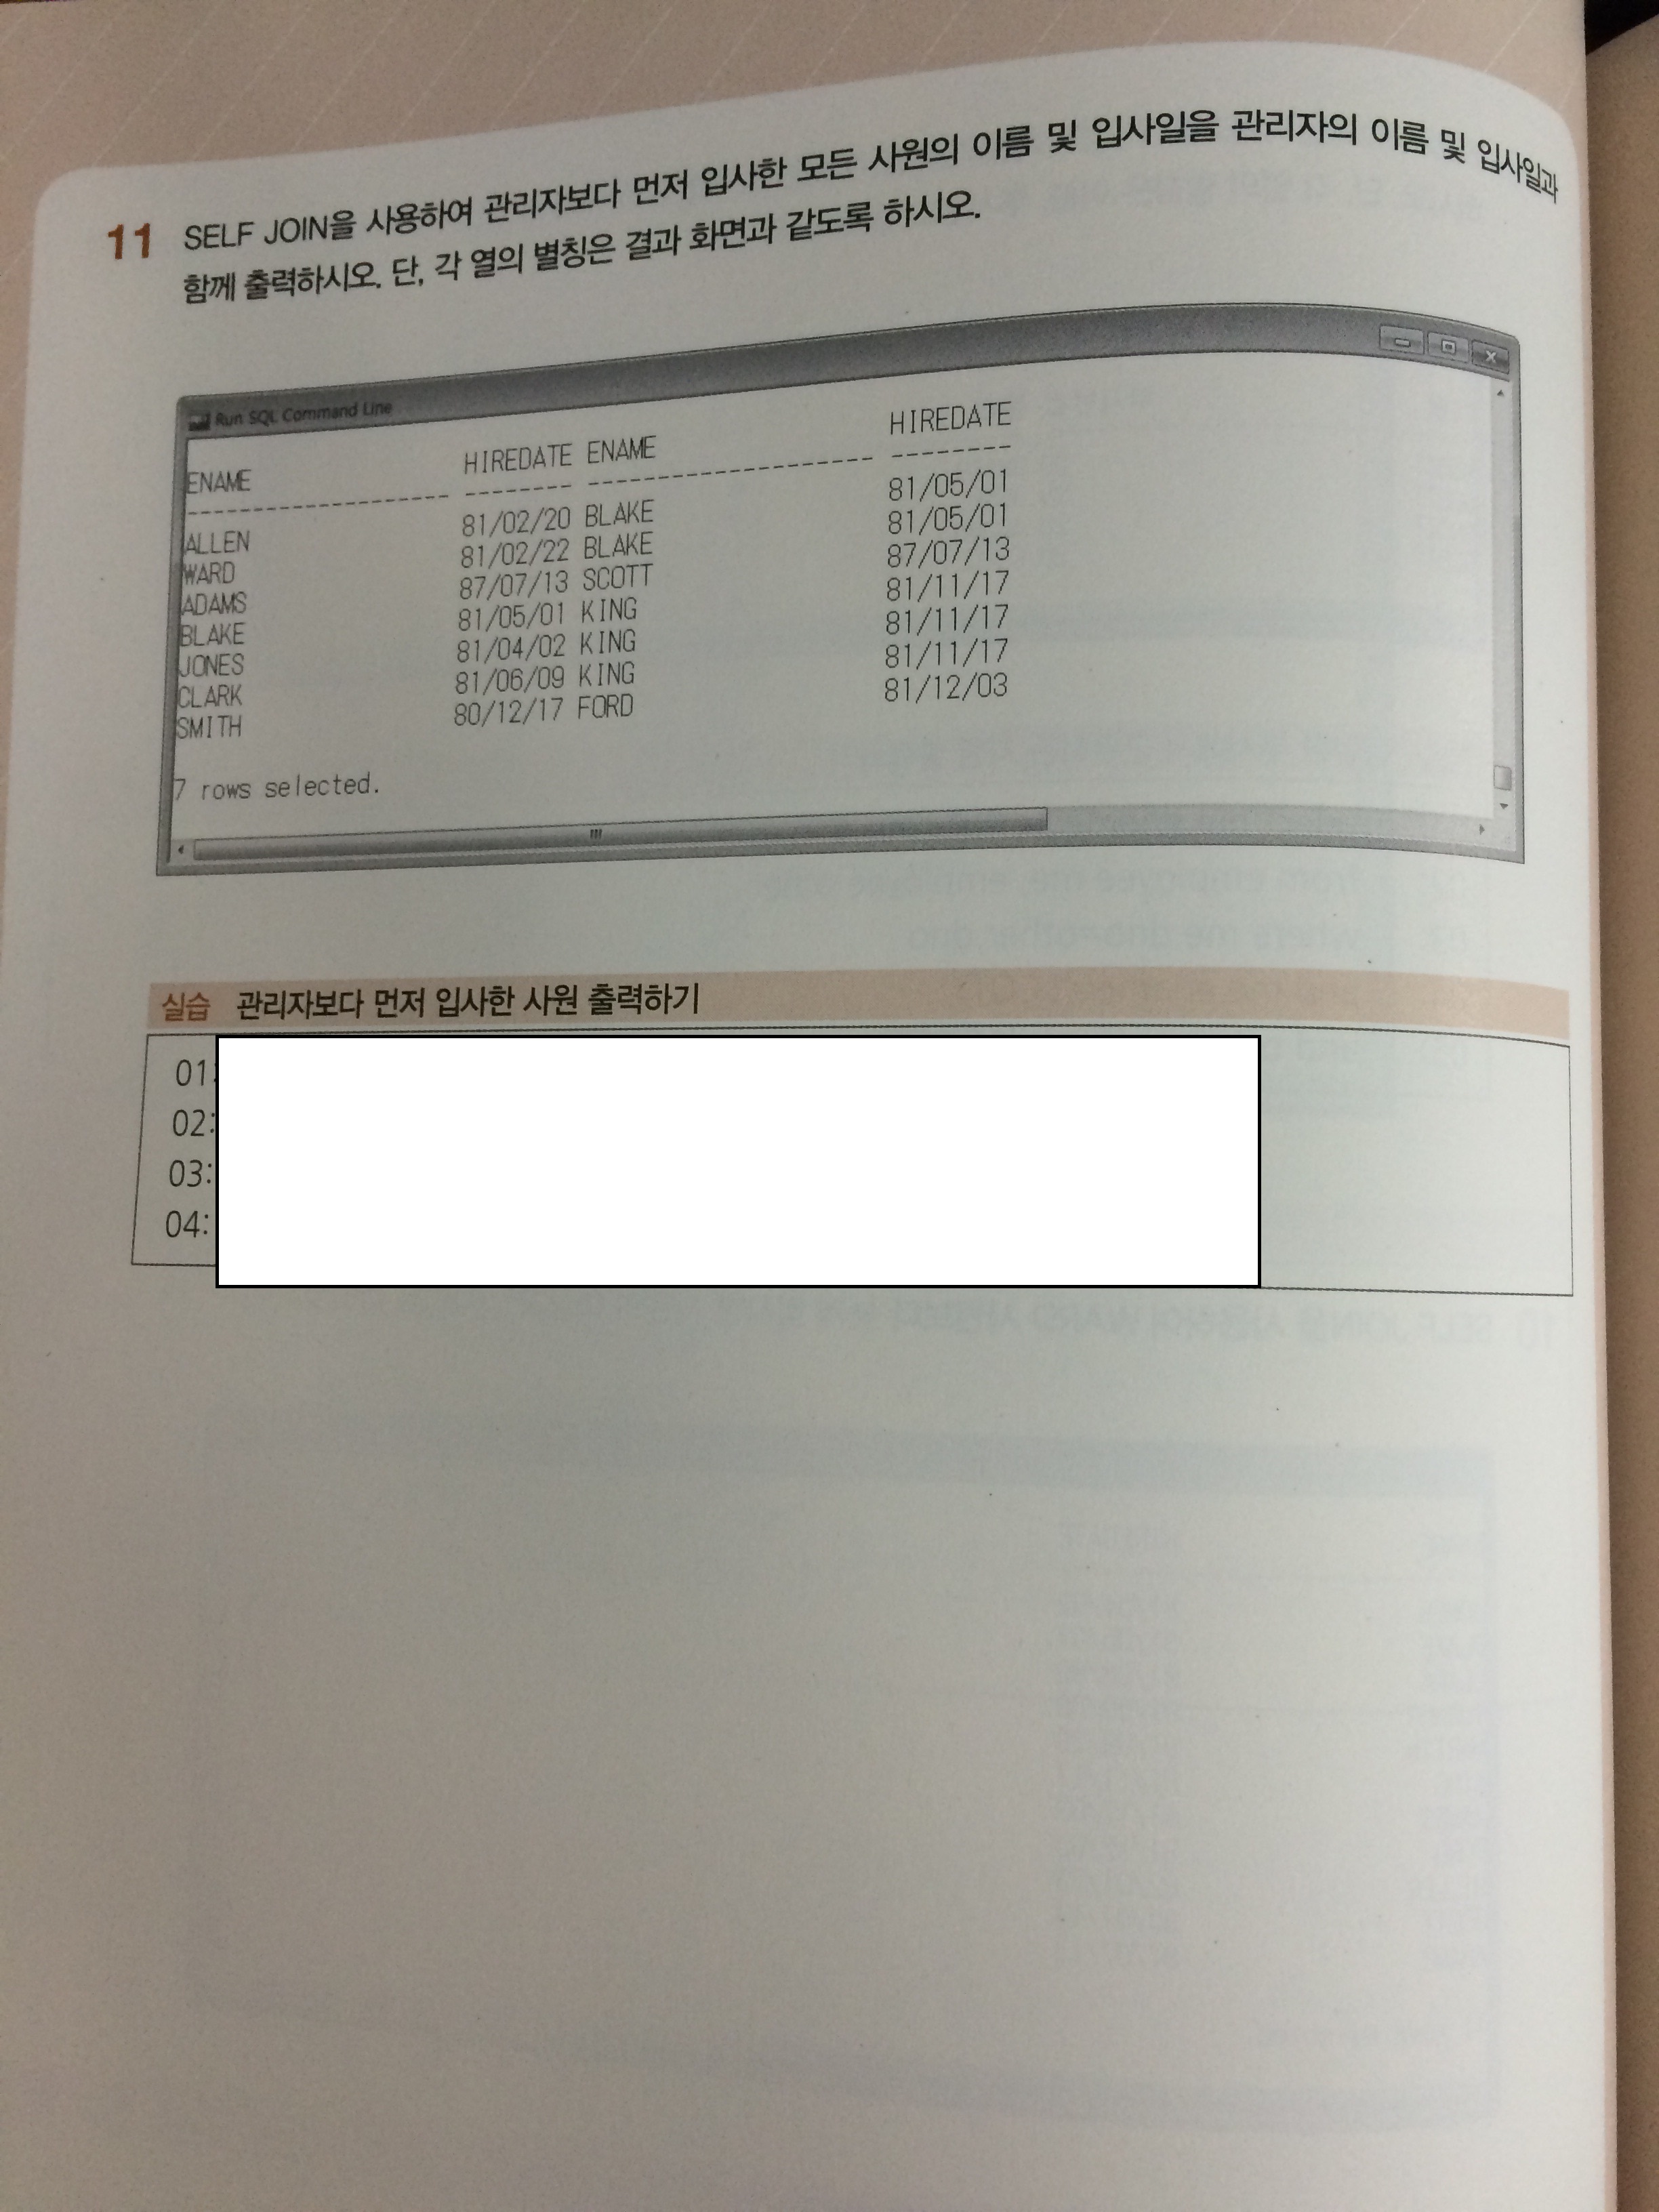 11 SELF JOIN을 사용하여 관리자보다 먼저 입사한 모든 사원의 이름 및 입사일을 관리자의 이름 및 입사일과
함께 출력하시오. 단, 각 열의 별칭은 결과 화면과 같도록 하시오.
Run SQL Command Line
ENAME HIREDATE ENAME HIREDATE
ALLEN 81/02/20 BLAKE 81/05/01
WARD 81/02/22 BLAKE 81/05/01
ADAMS 87/07/13 SCOTT 87/07/13
BLAKE 81/05/01 KING 81/11/17
JONES 81/04/02 KING 81/11/17
CLARK 81/06/09 KING 81/11/17
SMITH 80/12/17 FORD 81/12/03
7 rows selected.
실습 관리자보다 먼저 입사한 사원 출력하기
01:
02:
03:
04: